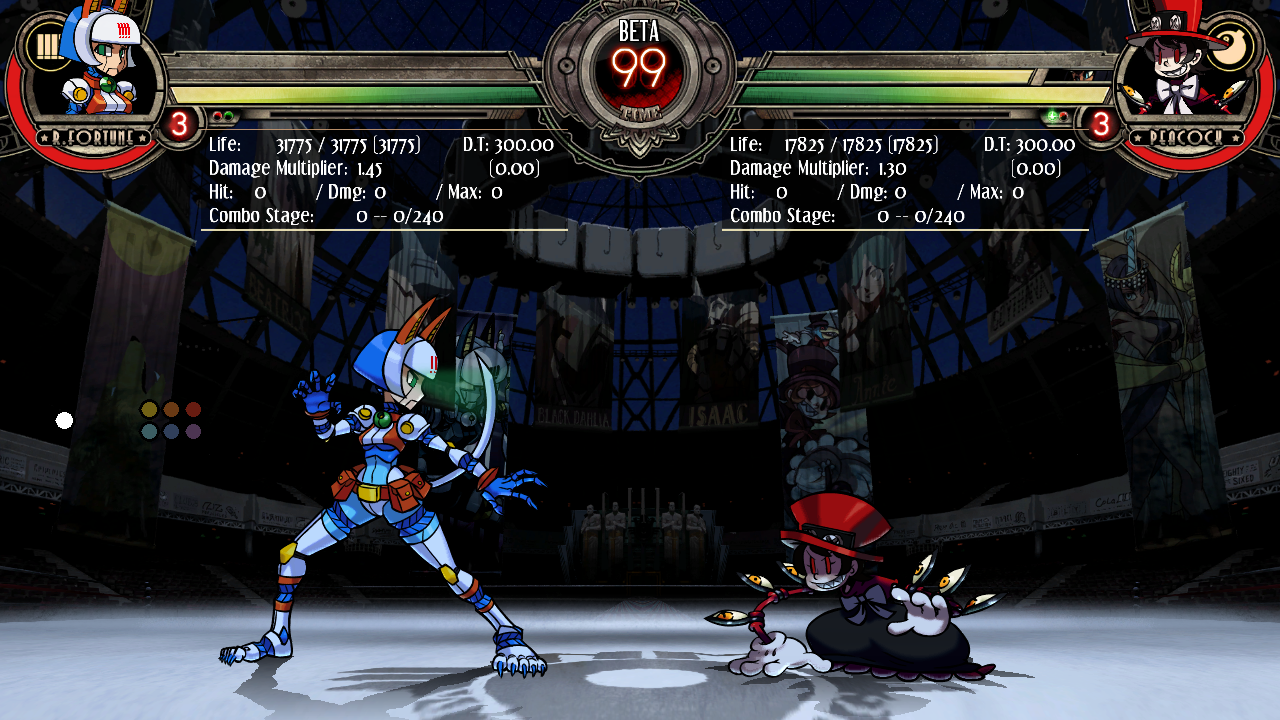 BETA
99
TIME
R.FORTUNE
3
3
PEACOCK
Life: 31775 / 31775 (31775) D.T: 300.00
Damage Multiplier: 1.45 (0.00)
Hit: 0 / Dmg: 0 / Max: 0
Combo Stage: 0 -- 0/240
Life: 17825 / 17825 (17825) D.T: 300.00
Damage Multiplier: 1.30 (0.00)
Hit: 0 / Dmg: 0 / Max: 0
Combo Stage: 0 -- 0/240
BLACK DAHLIA
ISAAC